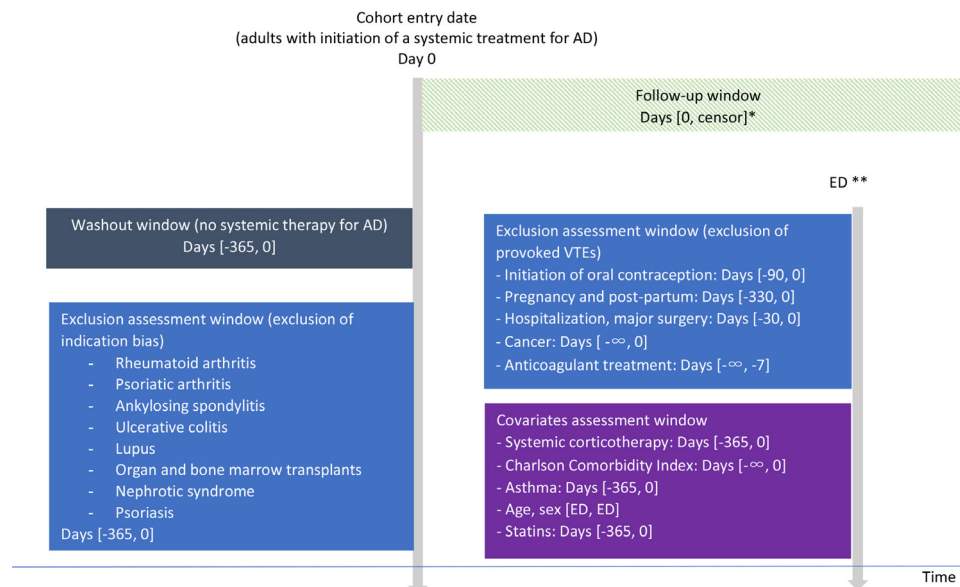 Cohort entry date
(adults with initiation of a systemic treatment for AD)
Day 0
Follow-up window
Days [0, censor]*
ED **
Washout window (no systemic therapy for AD)
Days [-365, 0]
Exclusion assessment window (exclusion of
indication bias)
- Rheumatoid arthritis
- Psoriatic arthritis
- Ankylosing spondylitis
- Ulcerative colitis
- Lupus
- Organ and bone marrow transplants
- Nephrotic syndrome
- Psoriasis
Days [-365, 0]
Exclusion assessment window (exclusion of
provoked VTEs)
- Initiation of oral contraception: Days [-90, 0]
- Pregnancy and post-partum: Days [-330, 0]
- Hospitalization, major surgery: Days [-30, 0]
- Cancer: Days [ -∞, 0]
- Anticoagulant treatment: Days [-∞, -7]
Covariates assessment window
- Systemic corticotherapy: Days [-365, 0]
- Charlson Comorbidity Index: Days [-∞, 0]
- Asthma: Days [-365, 0]
- Age, sex [ED, ED]
- Statins: Days [-365, 0]
Time